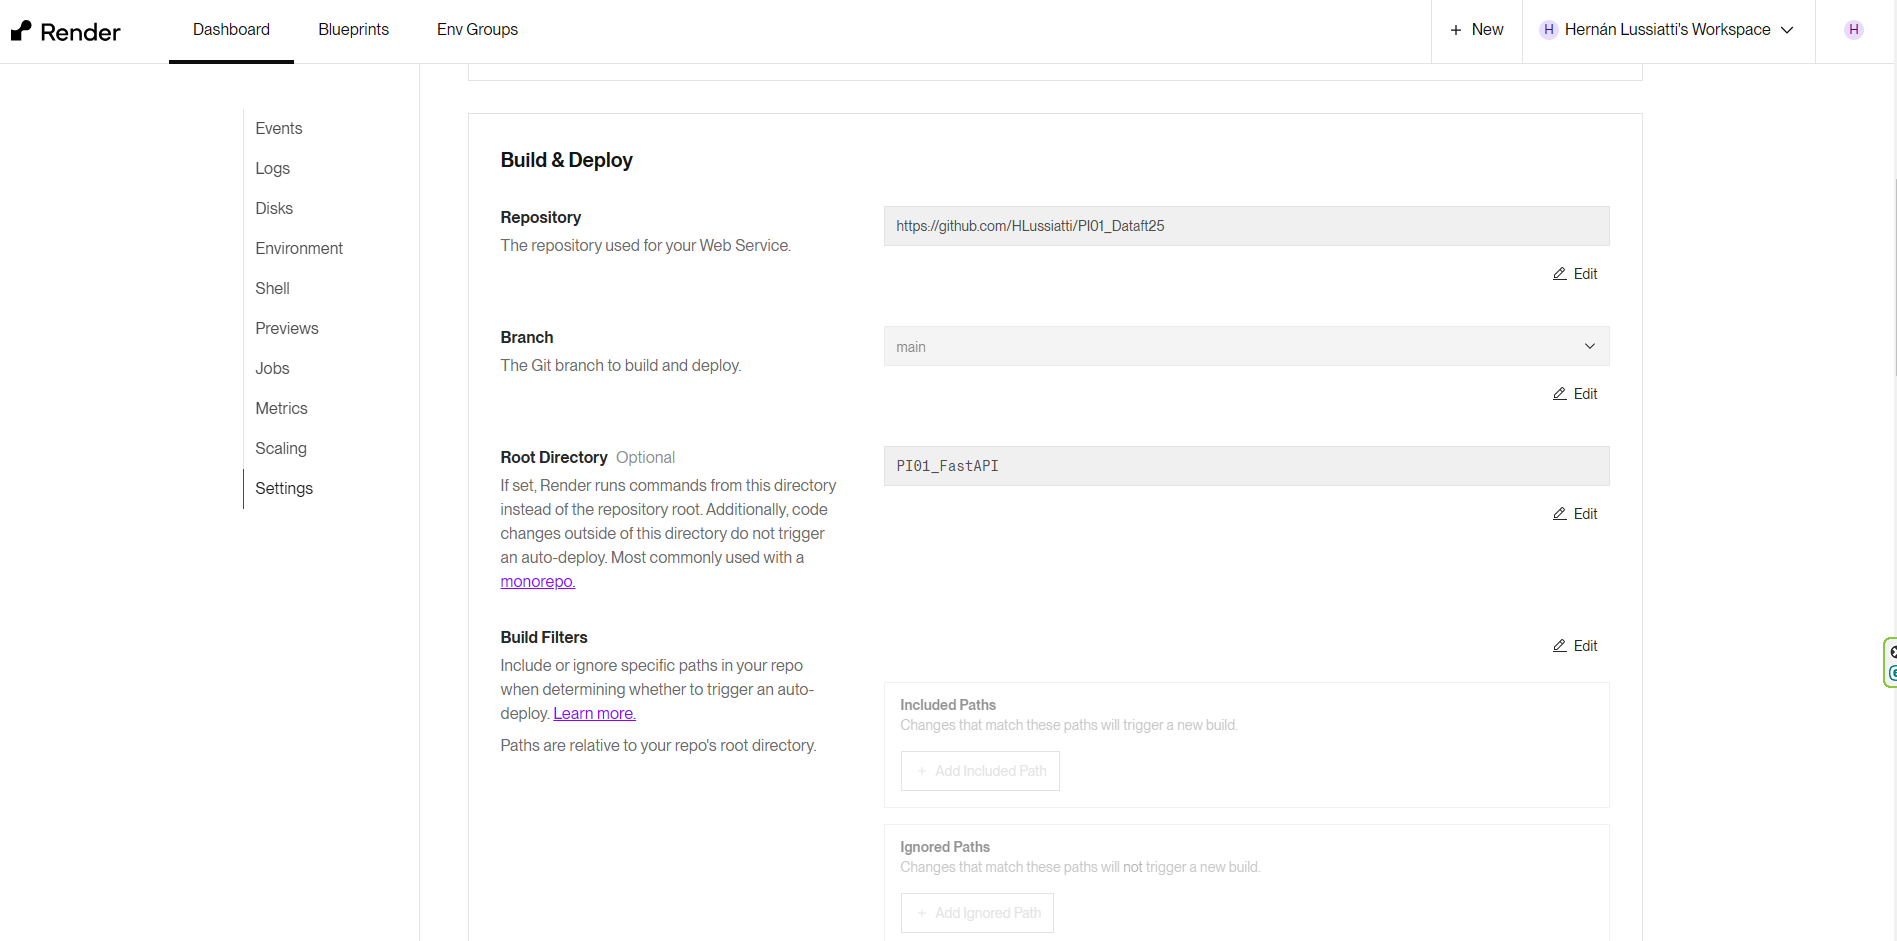 Render
Dashboard
Blueprints
Env Groups
+ New
H Hernán Lussiatti's Workspace
H
Events
Logs
Disks
Environment
Shell
Previews
Jobs
Metrics
Scaling
Settings
Build & Deploy
Repository
The repository used for your Web Service.
https://github.com/HLussiatti/PI01_Dataft25
Edit
Branch
The Git branch to build and deploy.
main
Edit
Root Directory Optional
If set, Render runs commands from this directory
instead of the repository root. Additionally, code
changes outside of this directory do not trigger
an auto-deploy. Most commonly used with a
monorepo.
PI01_FastAPI
Edit
Build Filters
Include or ignore specific paths in your repo
when determining whether to trigger an auto-
deploy. Learn more.
Paths are relative to your repo's root directory.
Edit
Included Paths
Changes that match these paths will trigger a new build.
+ Add Included Path
Ignored Paths
Changes that match these paths will not trigger a new build.
+ Add Ignored Path